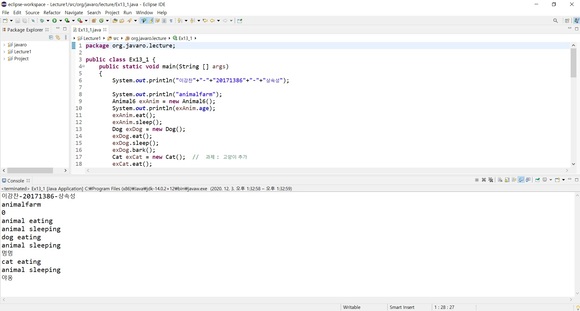 eclipse-workspace - Lecture1/src/org/javaro/lecture/Ex13_1.java - Eclipse IDE
File Edit Source Refactor Navigate Search Project Run Window Help
Package Explorer
Ex13_1.java
Javaro
Lecture1
Project
Lecture1 src org.javaro.lecture Ex13_1
1 package org.javaro.lecture;
2
3 public class Ex13_1 {
4 public static void main(String [] args)
5 {
6 System.out.println("이강찬"+"-"+"20171386"+"-"+"상속성");
7
8 System.out.println("animalfarm");
9 Animal6 exAnim = new Animal6();
10 System.out.println(exAnim.age);
11 exAnim.eat();
12 exAnim.sleep();
13 Dog exDog = new Dog();
14 exDog.eat();
15 exDog.sleep();
16 exDog.bark();
17 Cat exCat = new Cat(); // 과제 : 고양이 추가
18 exCat.eat();
Console
<terminated> Ex13_1 [Java Application] C:\Program Files (x86)\Java\jdk-14.0.2+12\bin\javaw.exe (2020. 12. 3. 오후 1:32:58 – 오후 1:32:59)
이강찬-20171386-상속성
animalfarm
0
animal eating
animal sleeping
dog eating
animal sleeping
멍멍
cat eating
animal sleeping
야옹
Writable
Smart Insert
1 : 28 : 27